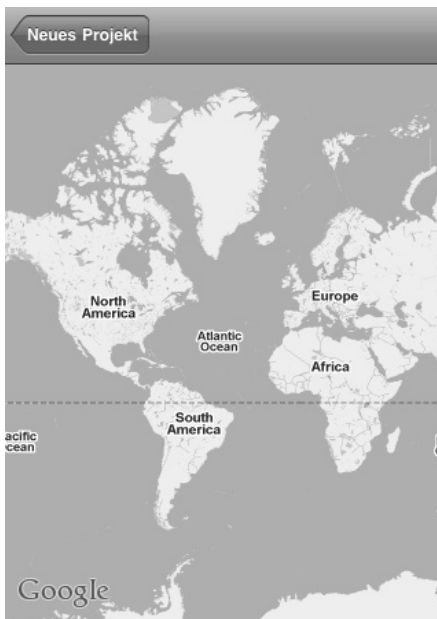 Neues Projekt
North
America
Europe
Atlantic
Ocean
Africa
South
America
acific
cean
Google